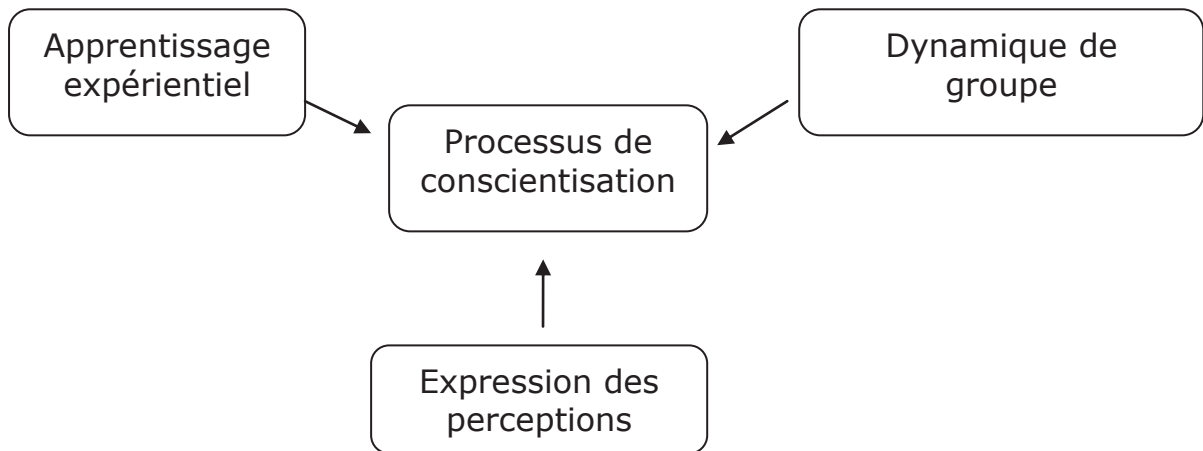 Apprentissage
expérientiel
Dynamique de
groupe
Processus de
conscientisation
Expression des
perceptions